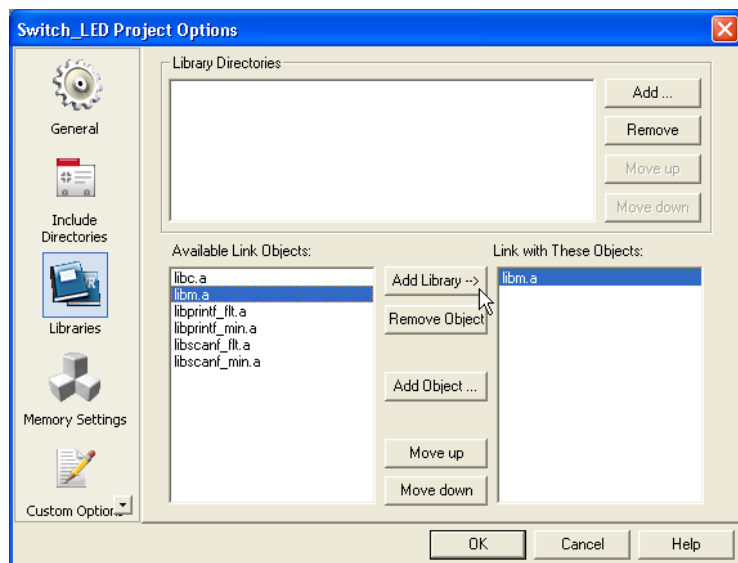 Switch_LED Project Options
General
Include
Directories
Libraries
Memory Settings
Custom Option
Library Directories
Add ...
Remove
Move up
Move down
Available Link Objects:
libc.a
libm.a
libprintf_flt.a
libprintf_min.a
libscanf_flt.a
libscanf_min.a
Add Library -->
Remove Object
Add Object ...
Move up
Move down
Link with These Objects:
libm.a
OK
Cancel
Help